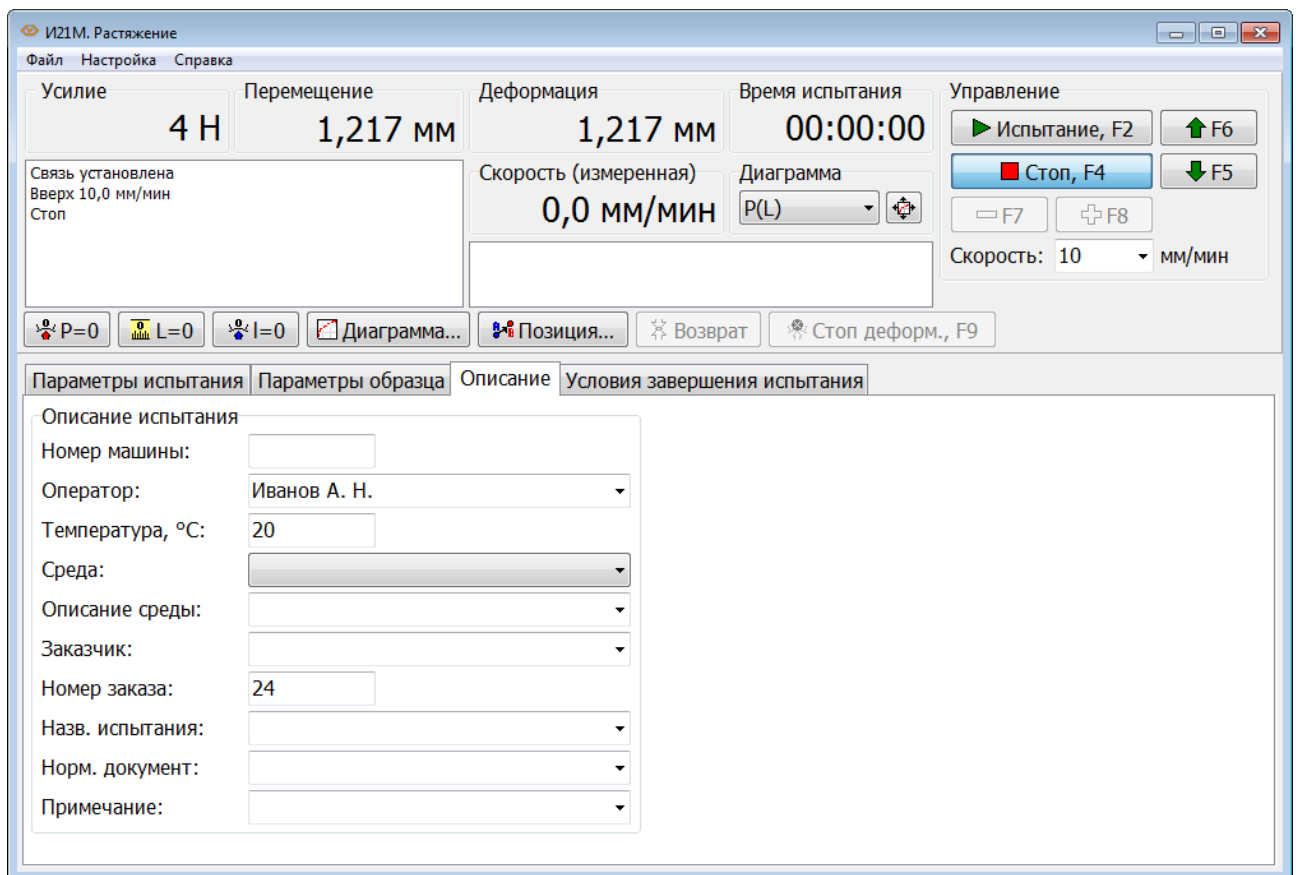 И21М. Растяжение
Файл Настройка Справка
Усилие Перемещение Деформация Время испытания Управление
4 Н 1,217 мм 1,217 мм 00:00:00
Испытание, F2 F6
Связь установлена
Вверх 10,0 мм/мин
Стоп
Скорость (измеренная) Диаграмма
0,0 мм/мин P(L)
Стоп, F4 F5
F7 F8
Скорость: 10 мм/мин
P=0 L=0 l=0 Диаграмма... Позиция... Возврат Стоп деформ., F9
Параметры испытания Параметры образца Описание Условия завершения испытания
Описание испытания
Номер машины:
Оператор: Иванов А. Н.
Температура, °С: 20
Среда:
Описание среды:
Заказчик:
Номер заказа: 24
Назв. испытания:
Норм. документ:
Примечание: